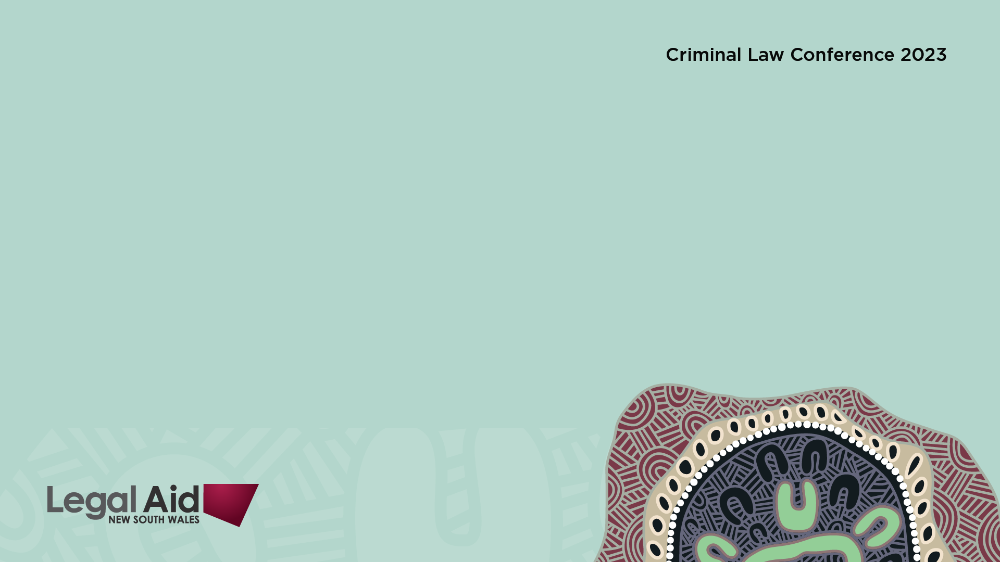 Criminal Law Conference 2023
Legal Aid
NEW SOUTH WALES